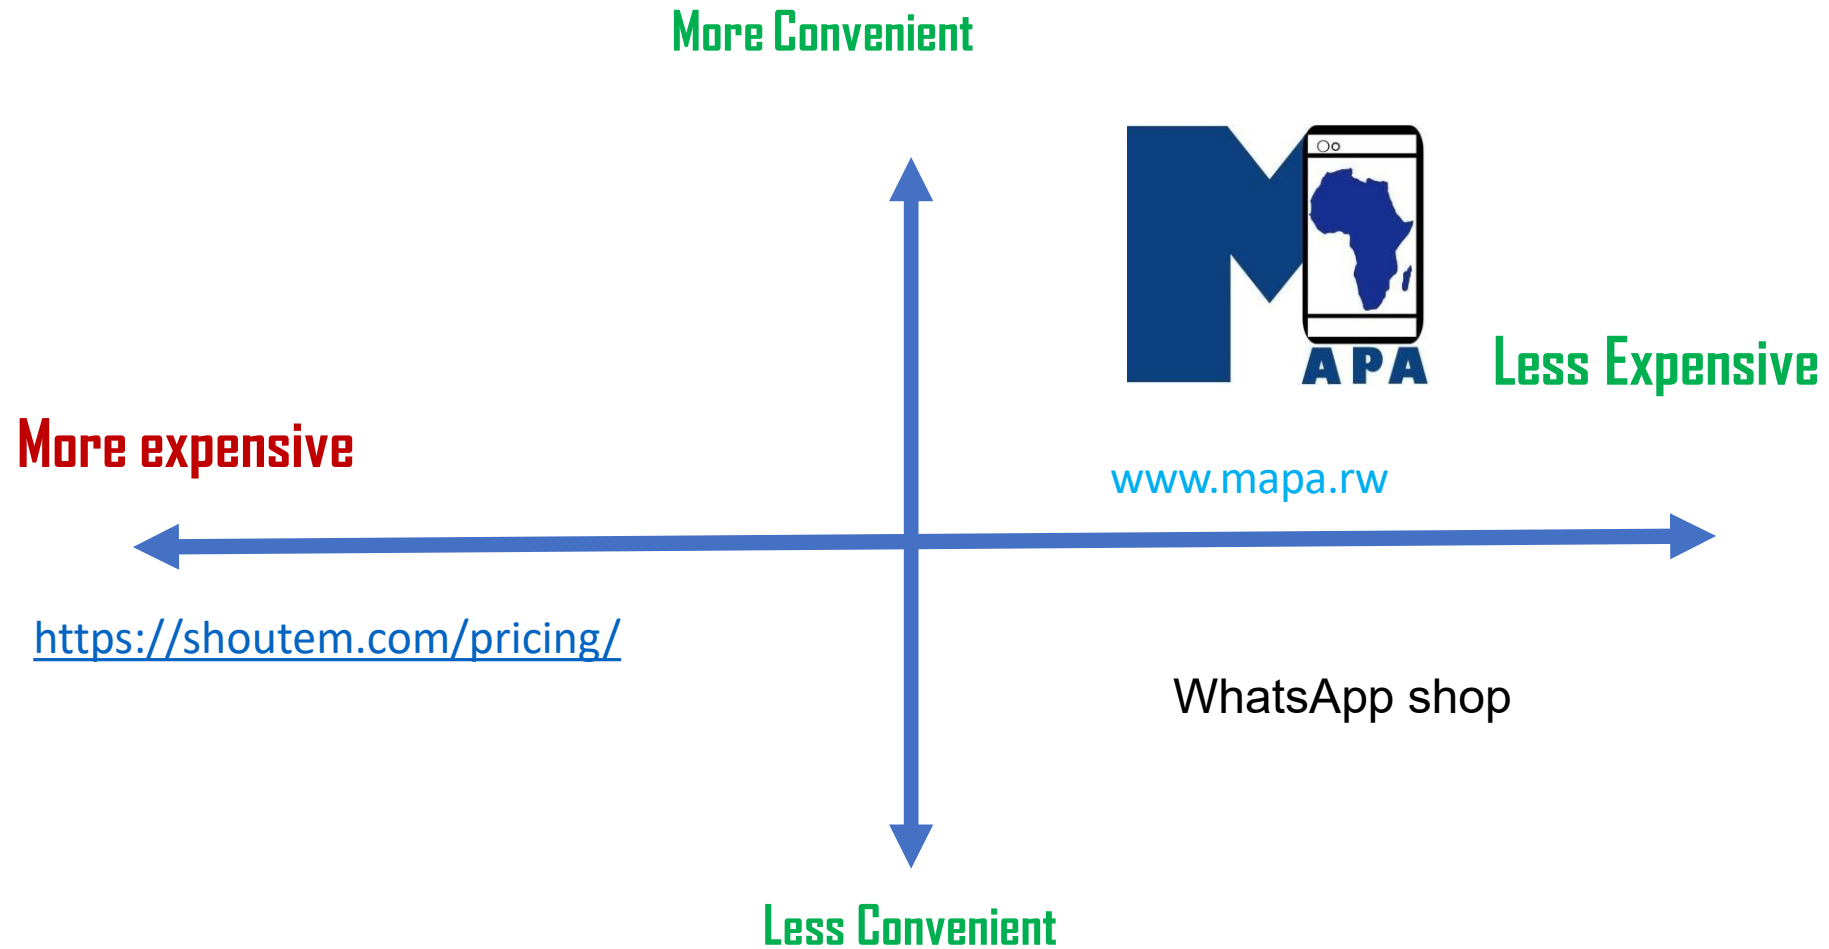 More Convenient
M
APA
Less Expensive
More expensive
www.mapa.rw
https://shoutem.com/pricing/
WhatsApp shop
Less Convenient